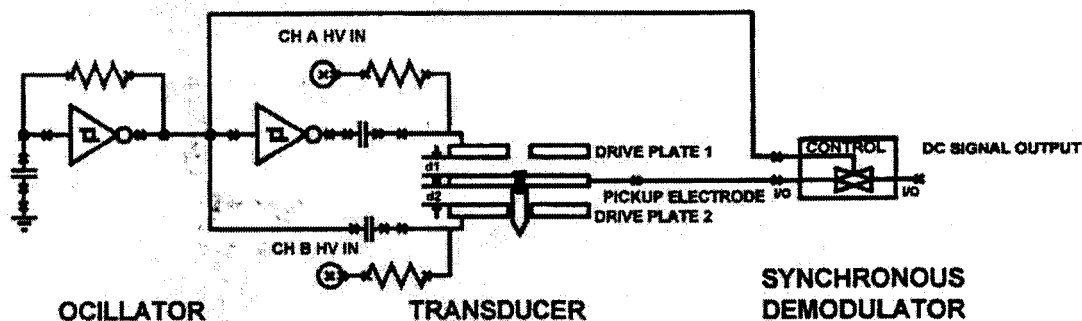 CH A HV IN
DRIVE PLATE 1
CONTROL
DC SIGNAL OUTPUT
d1
d2
PICKUP ELECTRODE
I/O
I/O
DRIVE PLATE 2
CH B HV IN
OCILLATOR
TRANSDUCER
SYNCHRONOUS
DEMODULATOR